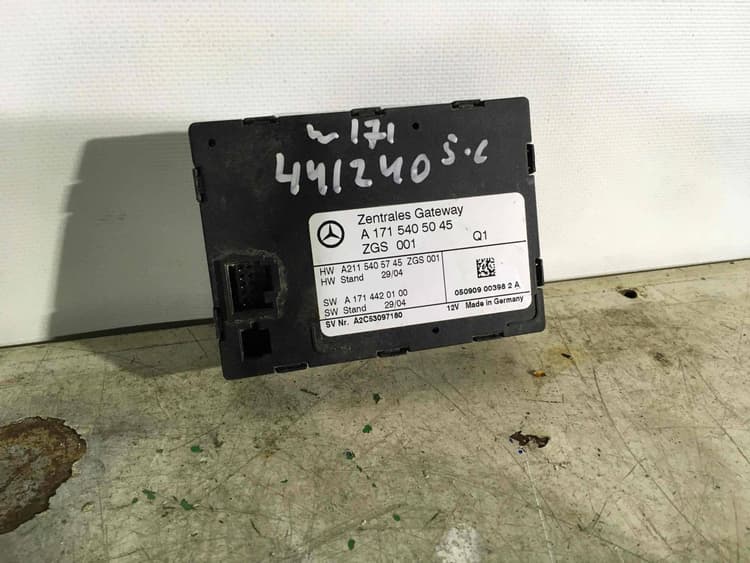 w171
441240 S.C
Zentrales Gateway
A 171 540 50 45
ZGS 001
Q1
HW A211 540 57 45 ZGS 001
HW Stand 29/04
SW A 171 442 01 00
SW Stand 29/04
050909 00398 2 A
SV Nr. A2C53097180
12V Made in Germany